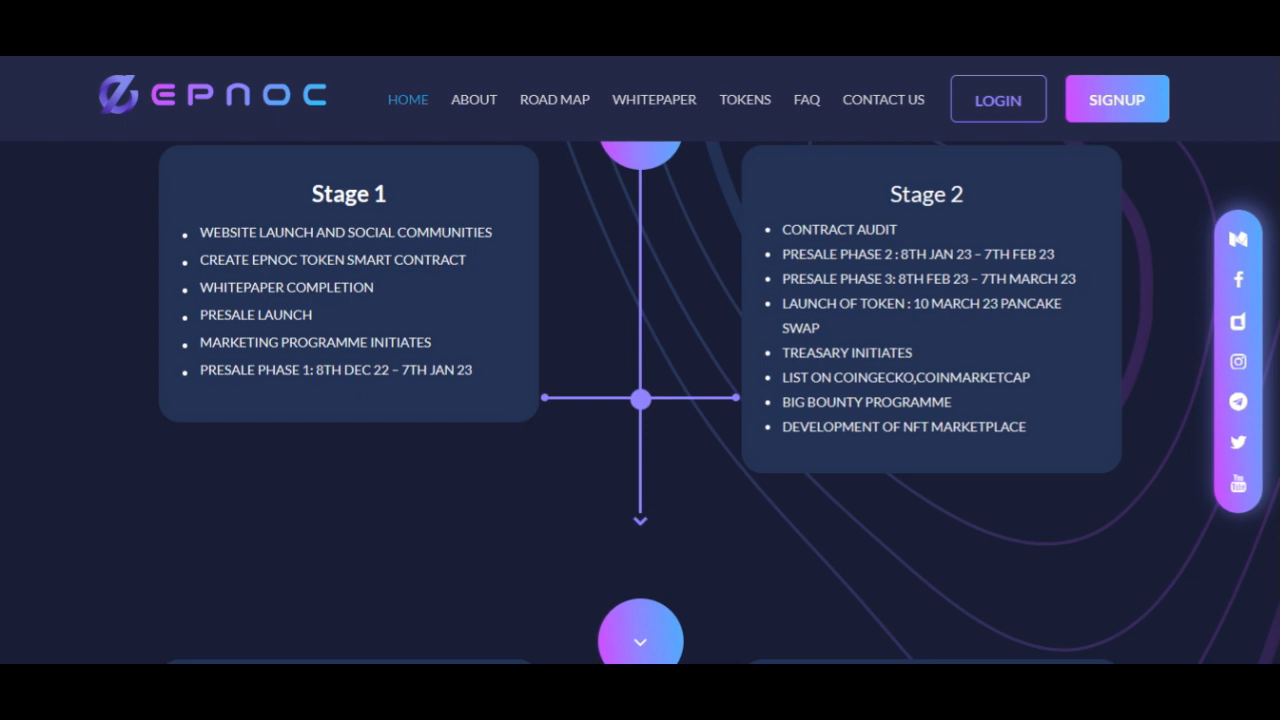 EPNOC
HOME ABOUT ROAD MAP WHITEPAPER TOKENS FAQ CONTACT US LOGIN SIGNUP
Stage 1
WEBSITE LAUNCH AND SOCIAL COMMUNITIES
CREATE EPNOC TOKEN SMART CONTRACT
WHITEPAPER COMPLETION
PRESALE LAUNCH
MARKETING PROGRAMME INITIATES
PRESALE PHASE 1: 8TH DEC 22 – 7TH JAN 23
Stage 2
CONTRACT AUDIT
PRESALE PHASE 2 : 8TH JAN 23 – 7TH FEB 23
PRESALE PHASE 3: 8TH FEB 23 – 7TH MARCH 23
LAUNCH OF TOKEN : 10 MARCH 23 PANCAKE
SWAP
TREASARY INITIATES
LIST ON COINGECKO,COINMARKETCAP
BIG BOUNTY PROGRAMME
DEVELOPMENT OF NFT MARKETPLACE
You
Tube